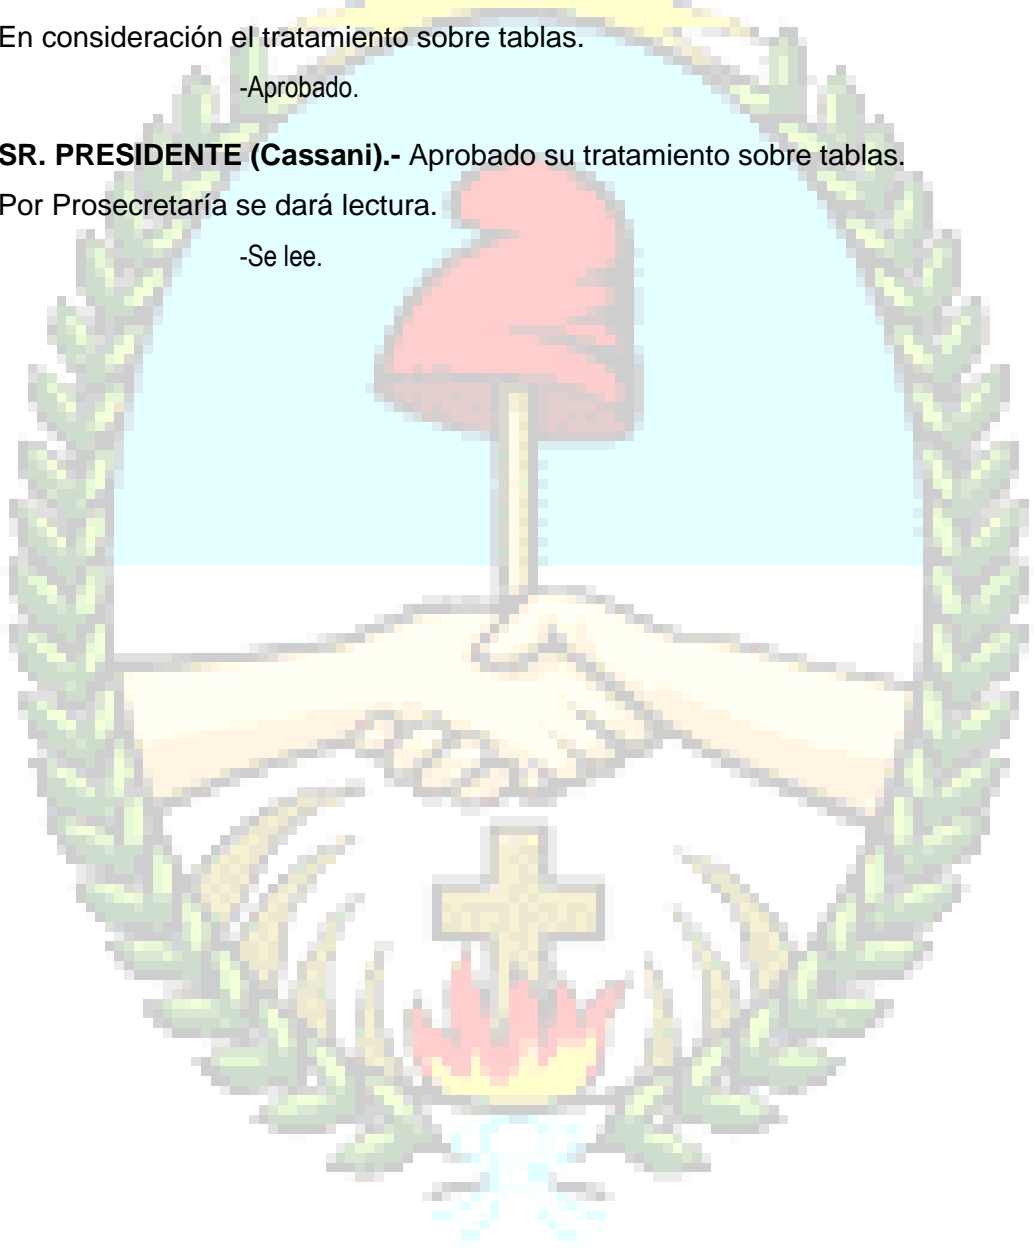 En consideración el tratamiento sobre tablas.
-Aprobado.
SR. PRESIDENTE (Cassani).- Aprobado su tratamiento sobre tablas.
Por Prosecretaría se dará lectura.
-Se lee.